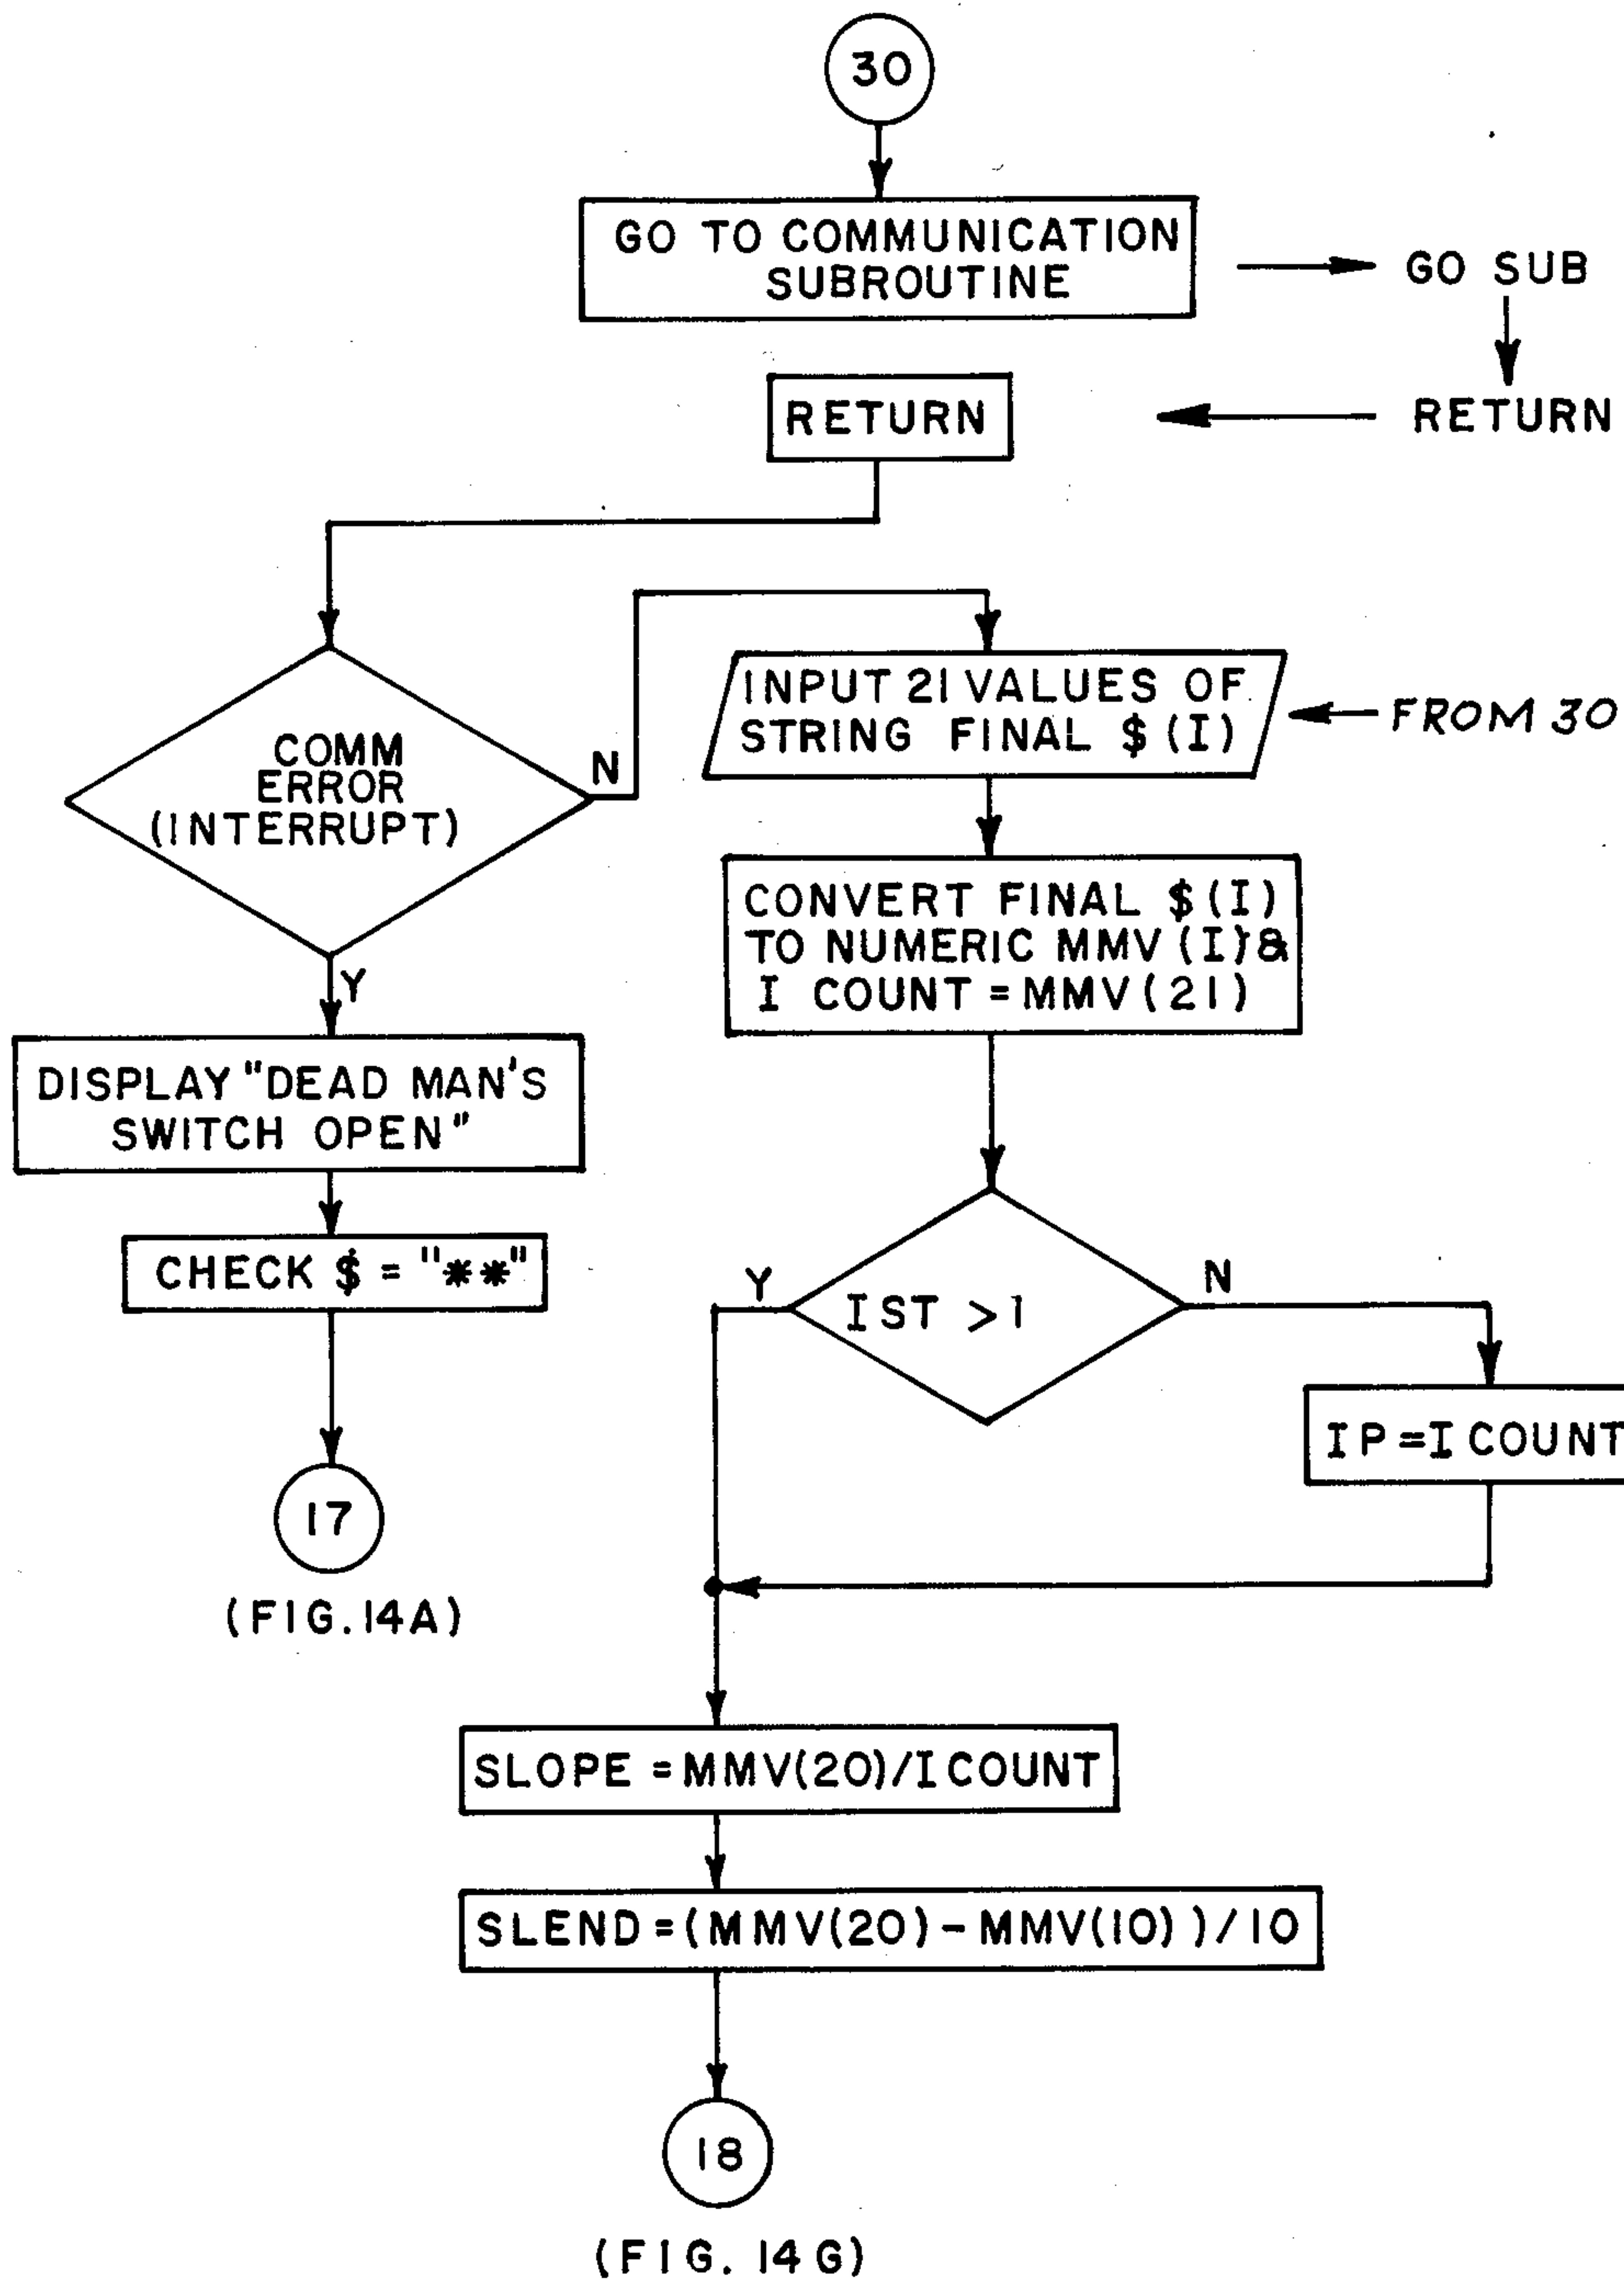 30
GO TO COMMUNICATION
SUBROUTINE
GO SUB
RETURN
RETURN
COMM
ERROR
(INTERRUPT)
N
Y
INPUT 21 VALUES OF
STRING FINAL $(I)
FROM 30
CONVERT FINAL $(I)
TO NUMERIC MMV(I)&
I COUNT = MMV(21)
DISPLAY "DEAD MAN'S
SWITCH OPEN"
CHECK $ = "**"
17
(FIG. 14A)
Y
IST >1
N
IP=I COUNT
SLOPE = MMV(20)/I COUNT
SLEND =(MMV(20)-MMV(10))/10
18
(FIG. 14G)